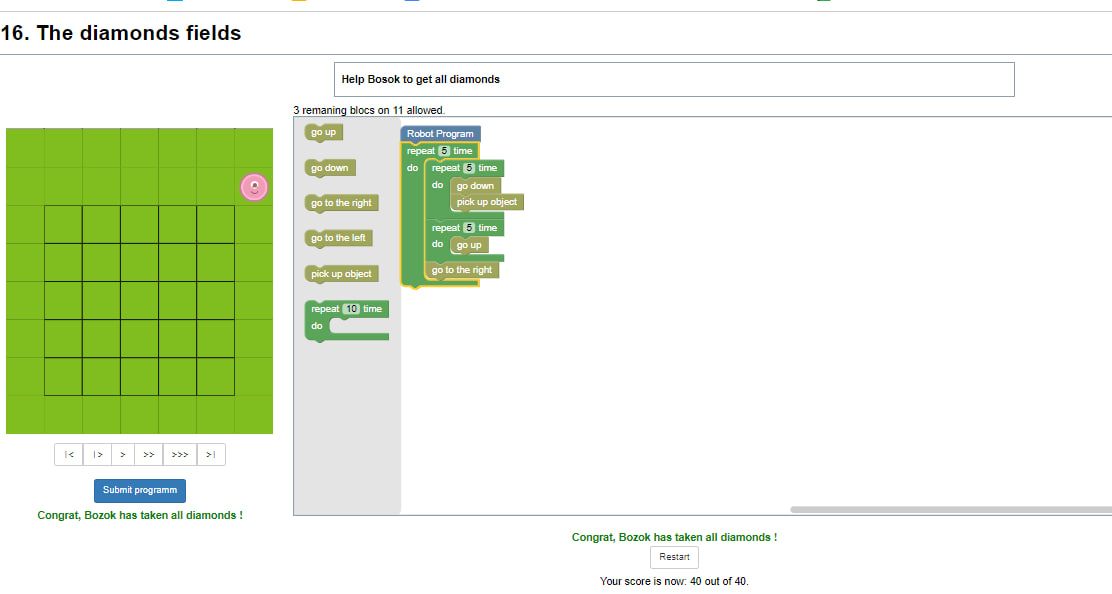 16. The diamonds fields
Help Bosok to get all diamonds
3 remaning blocs on 11 allowed.
go up
go down
go to the right
go to the left
pick up object
repeat 10 time
do
Robot Program
repeat 5 time
do repeat 5 time
do go down
pick up object
repeat 5 time
do go up
go to the right
|< |> > >> >>> >|
Submit programm
Congrat, Bozok has taken all diamonds !
Congrat, Bozok has taken all diamonds !
Restart
Your score is now: 40 out of 40.